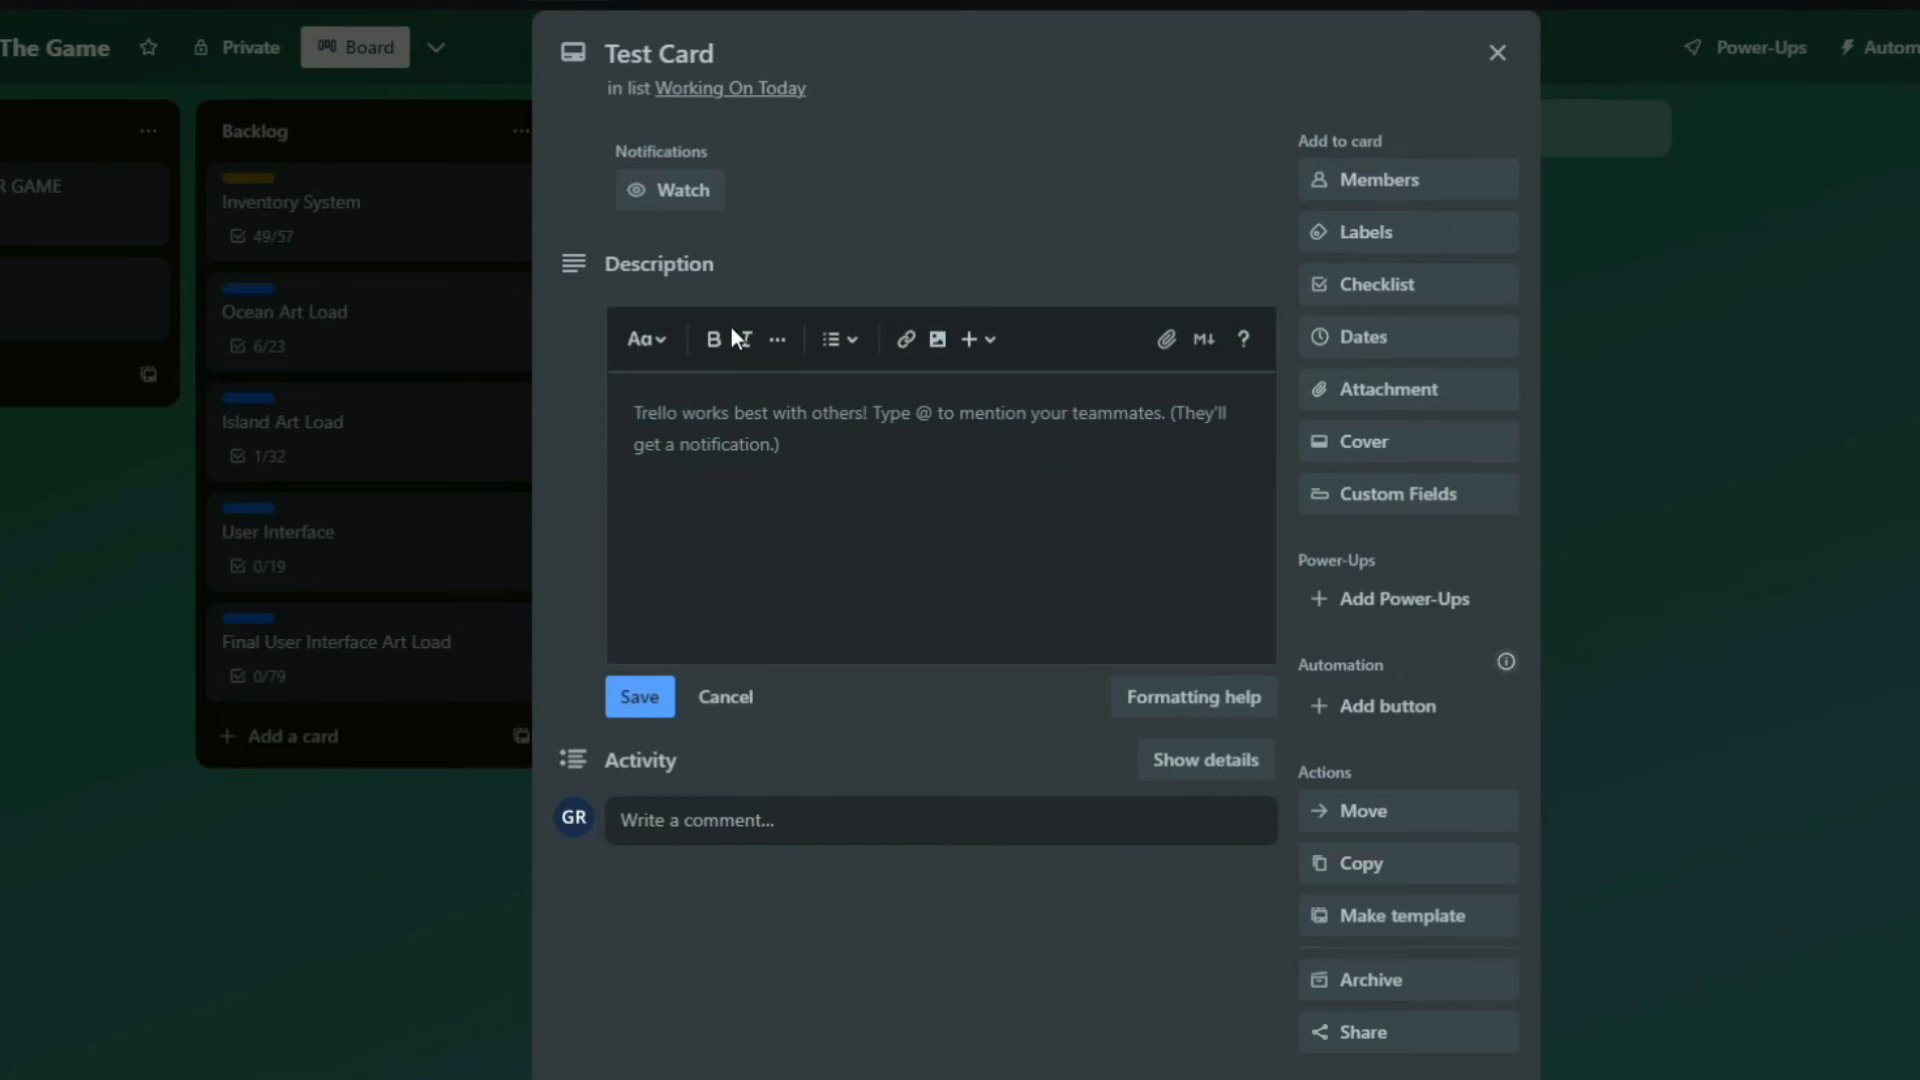 The Game
Private
Board
Power-Ups
Autom
R GAME
Backlog
Inventory System
49/57
Ocean Art Load
6/23
Island Art Load
1/32
User Interface
0/19
Final User Interface Art Load
0/79
Add a card
Test Card
in list Working On Today
Notifications
Watch
Description
Aa
B I
M↓ ?
Trello works best with others! Type @ to mention your teammates. (They'll
get a notification.)
Save
Cancel
Formatting help
Activity
Show details
GR
Write a comment...
Add to card
Members
Labels
Checklist
Dates
Attachment
Cover
Custom Fields
Power-Ups
Add Power-Ups
Automation
Add button
Actions
Move
Copy
Make template
Archive
Share